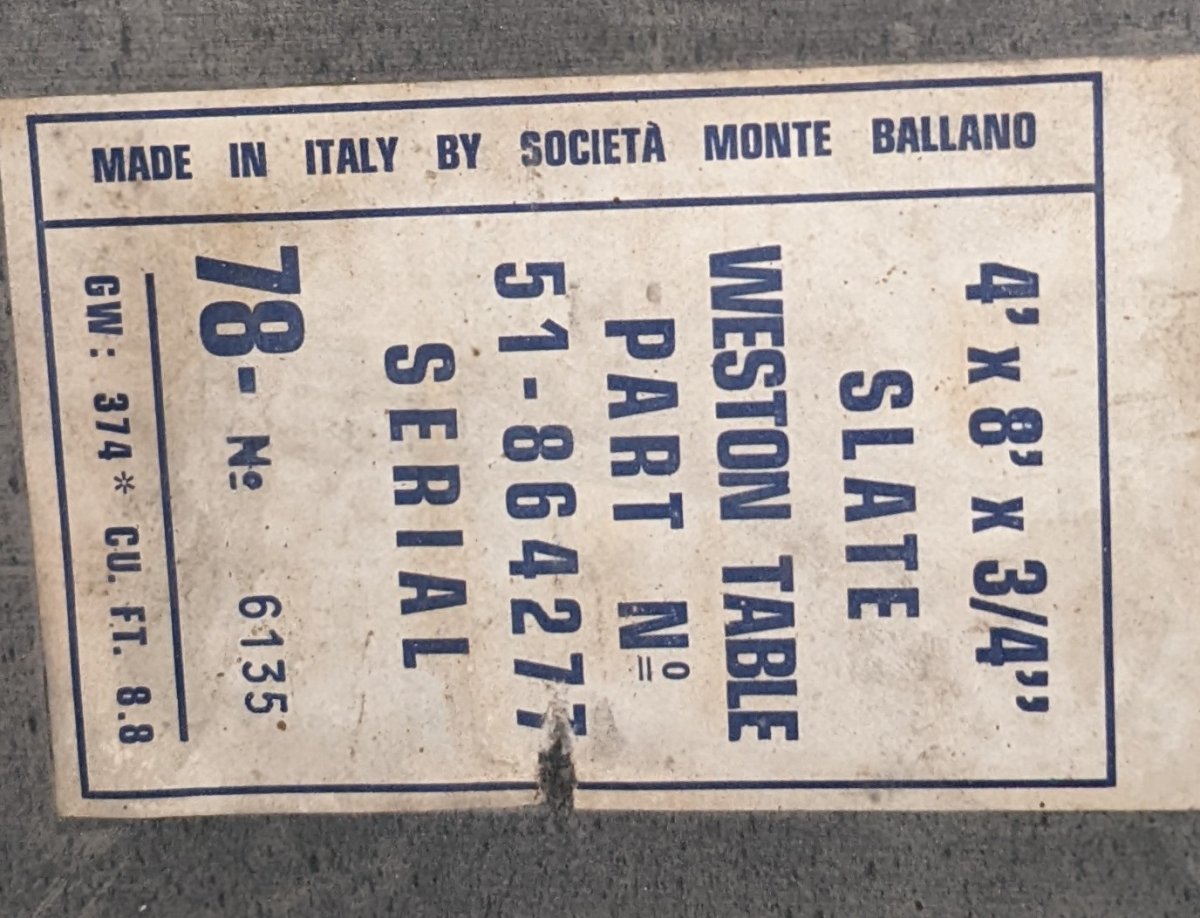 MADE IN ITALY BY SOCIETÀ MONTE BALLANO
4' x 8' x 3/4''
SLATE
WESTON TABLE
PART Nº
51-864277
SERIAL
78- Nº 6135
GW: 374* CU. FT. 8.8